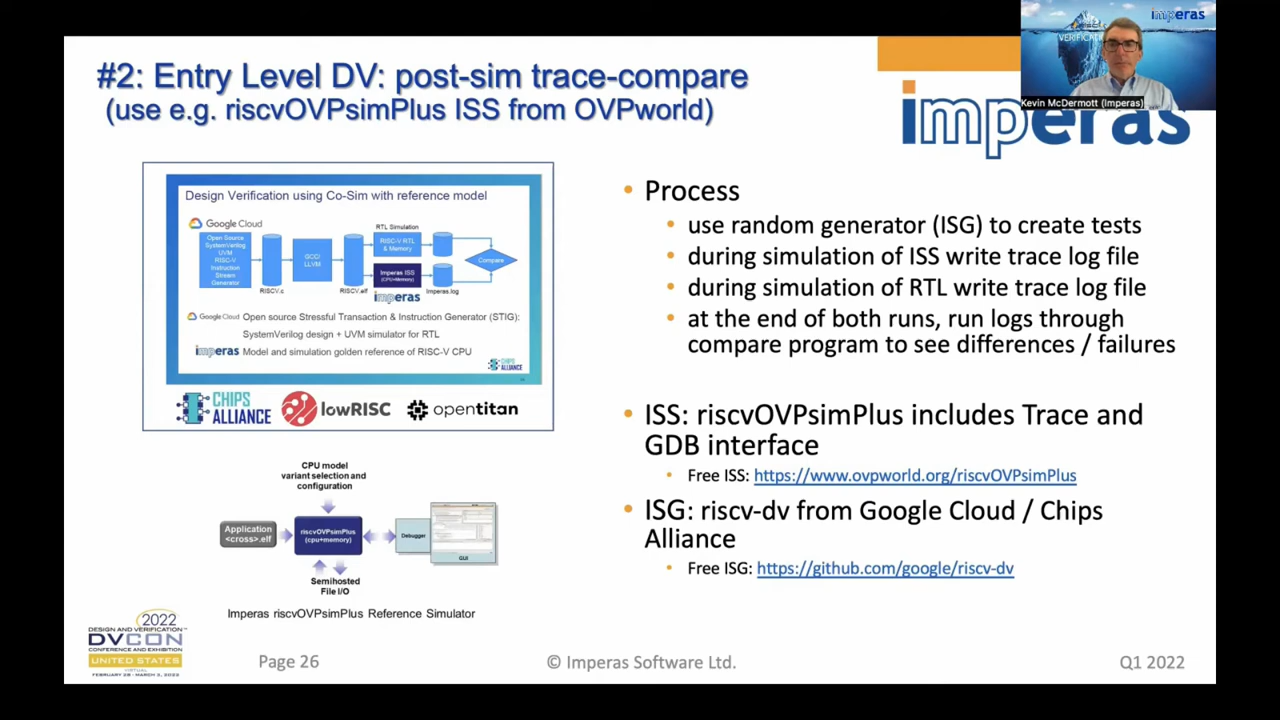 #2: Entry Level DV: post-sim trace-compare
(use e.g. riscvOVPsimPlus ISS from OVPworld)
imperas
Kevin McDermott (Imperas)
imperas
Design Verification using Co-Sim with reference model
Google Cloud
Open Source
SystemVerilog
UVM
RISC-V
Instruction
Stream
Generator
RISCV.c
GCC/
LLVM
RISCV.elf
RTL Simulation
RISC-V RTL
& Memory
Imperas ISS
(CPU+Memory)
imperas
Imperas.log
Compare
Google Cloud Open source Stressful Transaction & Instruction Generator (STIG):
SystemVerilog design + UVM simulator for RTL
imperas Model and simulation golden reference of RISC-V CPU
CHIPS
ALLIANCE
CHIPS
ALLIANCE
lowRISC
opentitan
CPU model
variant selection and
configuration
Application
<cross>.elf
riscvOVPsimPlus
(cpu+memory)
Debugger
GUI
Semihosted
File I/O
Imperas riscvOVPsimPlus Reference Simulator
• Process
• use random generator (ISG) to create tests
• during simulation of ISS write trace log file
• during simulation of RTL write trace log file
• at the end of both runs, run logs through
compare program to see differences / failures
• ISS: riscvOVPsimPlus includes Trace and
GDB interface
• Free ISS: https://www.ovpworld.org/riscvOVPsimPlus
• ISG: riscv-dv from Google Cloud / Chips
Alliance
• Free ISG: https://github.com/google/riscv-dv
2022
DESIGN AND VERIFICATION™
DVCON
CONFERENCE AND EXHIBITION
UNITED STATES
VIRTUAL
FEBRUARY 28 - MARCH 3, 2022
Page 26
© Imperas Software Ltd.
Q1 2022